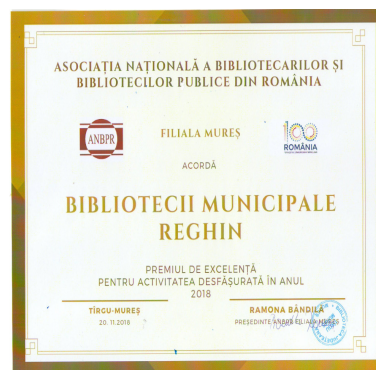 ASOCIAȚIA NAȚIONALĂ A BIBLIOTECARILOR ȘI
BIBLIOTECILOR PUBLICE DIN ROMÂNIA
ANBPR
FILIALA MUREȘ
100
ROMÂNIA
ACORDĂ
BIBLIOTECII MUNICIPALE
REGHIN
PREMIUL DE EXCELENȚĂ
PENTRU ACTIVITATEA DESFĂȘURATĂ ÎN ANUL
2018
TÎRGU-MUREȘ
20. 11.2018
RAMONA BÂNDILĂ
PREȘEDINTE ANBPR FILIALA MUREȘ